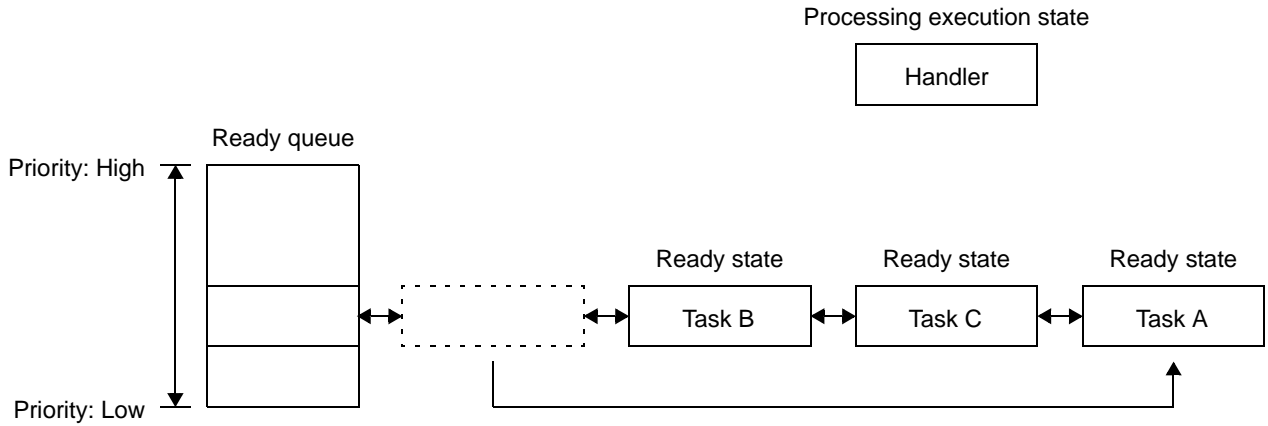 Processing execution state
Handler
Ready queue
Priority: High
Ready state
Ready state
Ready state
Task B
Task C
Task A
Priority: Low